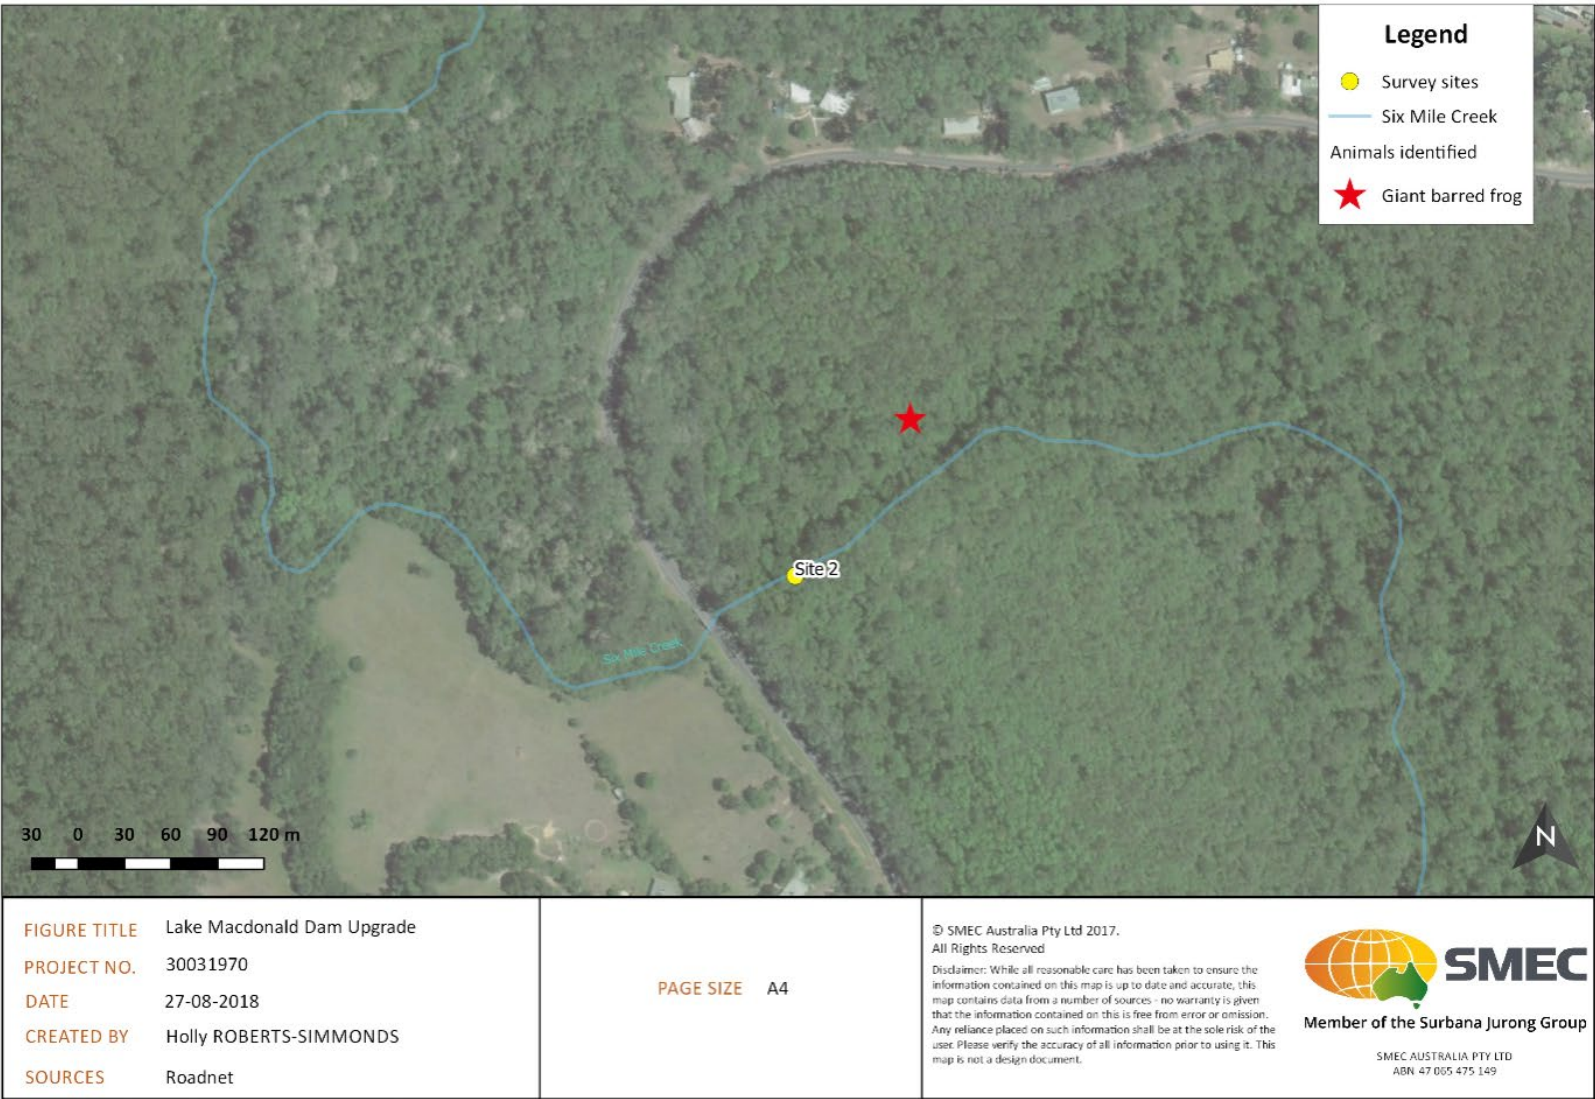 Legend
Survey sites
Six Mile Creek
Animals identified
Giant barred frog
Site 2
Six Mile Creek
30 0 30 60 90 120 m
N
FIGURE TITLE Lake Macdonald Dam Upgrade
PROJECT NO. 30031970
DATE 27-08-2018
CREATED BY Holly ROBERTS-SIMMONDS
SOURCES Roadnet
PAGE SIZE A4
© SMEC Australia Pty Ltd 2017.
All Rights Reserved
Disclaimer: While all reasonable care has been taken to ensure the
information contained on this map is up to date and accurate, this
map contains data from a number of sources - no warranty is given
that the information contained on this is free from error or omission.
Any reliance placed on such information shall be at the sole risk of the
user. Please verify the accuracy of all information prior to using it. This
map is not a design document.
SMEC
Member of the Surbana Jurong Group
SMEC AUSTRALIA PTY LTD
ABN 47 065 475 149